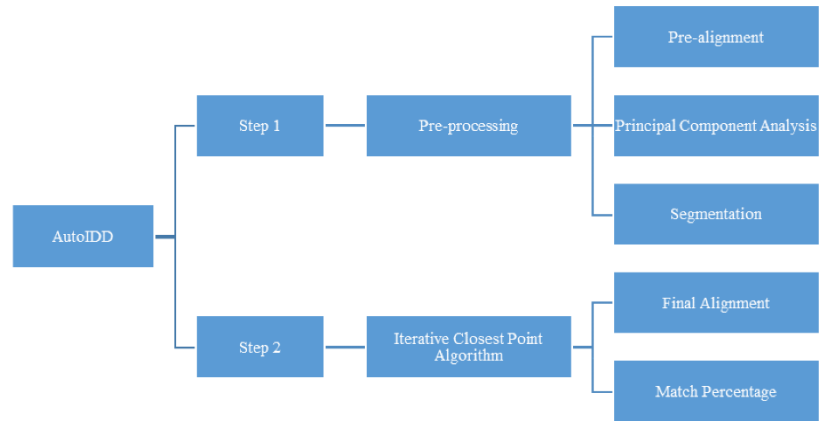 AutoIDD
Step 1
Pre-processing
Pre-alignment
Principal Component Analysis
Segmentation
Step 2
Iterative Closest Point
Algorithm
Final Alignment
Match Percentage